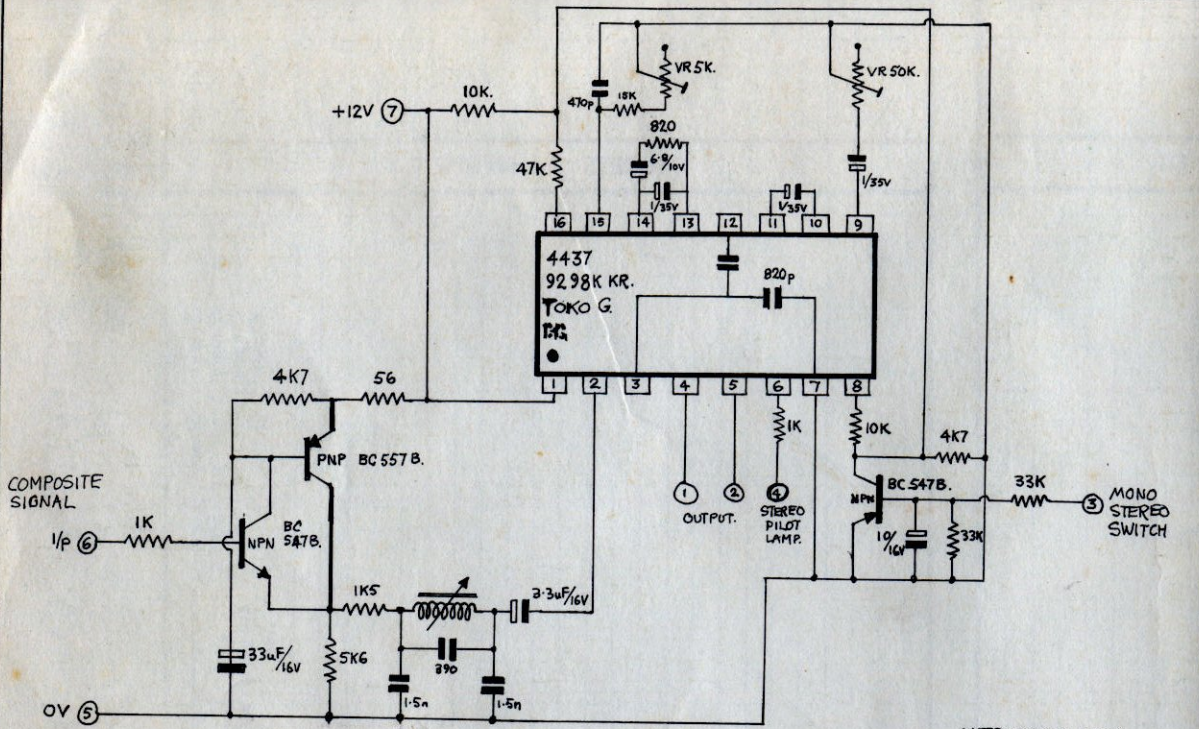 10K.
+12V 7
VR 5K.
VR 50K.
470p
15K
820
6.8/10V
47K
1/35V
1/35V
1/35V
16 15 14 13 12 11 10 9
4437
9298K KR.
TOKO G.
820p
1 2 3 4 5 6 7 8
4K7
56
1K
10K
4K7
PNP BC 557 B.
COMPOSITE
SIGNAL
I/P 6
1K
NPN
BC
547B.
1
2
OUTPUT.
4
STEREO
PILOT
LAMP.
NPN
BC 547B.
33K
3
MONO
STEREO
SWITCH
10/
16V
33K
1K5
3.3uF/16V
33uF/16V
5K6
390
1.5n
1.5n
0V 5